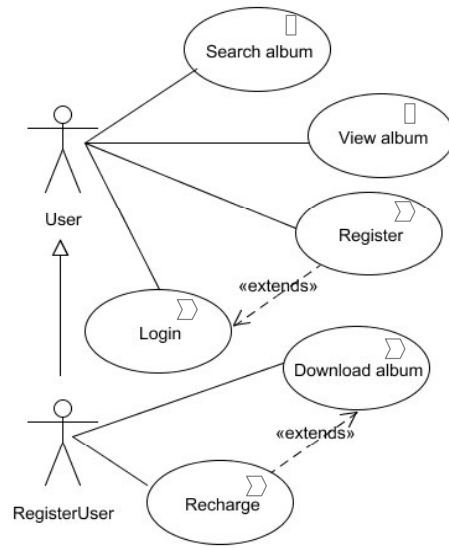 Search album
View album
User
Register
«extends»
Login
Download album
«extends»
RegisterUser
Recharge